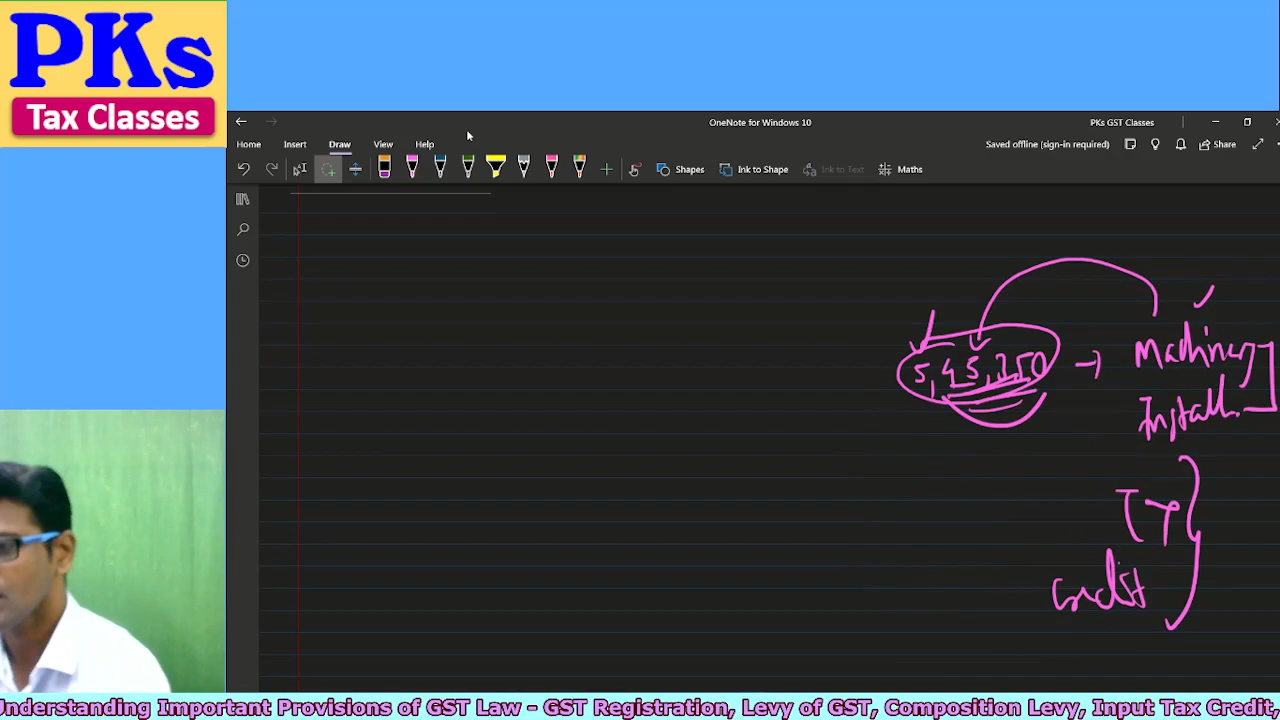 PKs
Tax Classes
OneNote for Windows 10
PKs GST Classes
Home
Insert
Draw
View
Help
Saved offline (sign-in required)
Share
Shapes
Ink to Shape
Ink to Text
Maths
5,45,350 → Machinery
Install.
credit
Understanding Important Provisions of GST Law - GST Registration, Levy of GST, Composition Levy, Input Tax Credit,